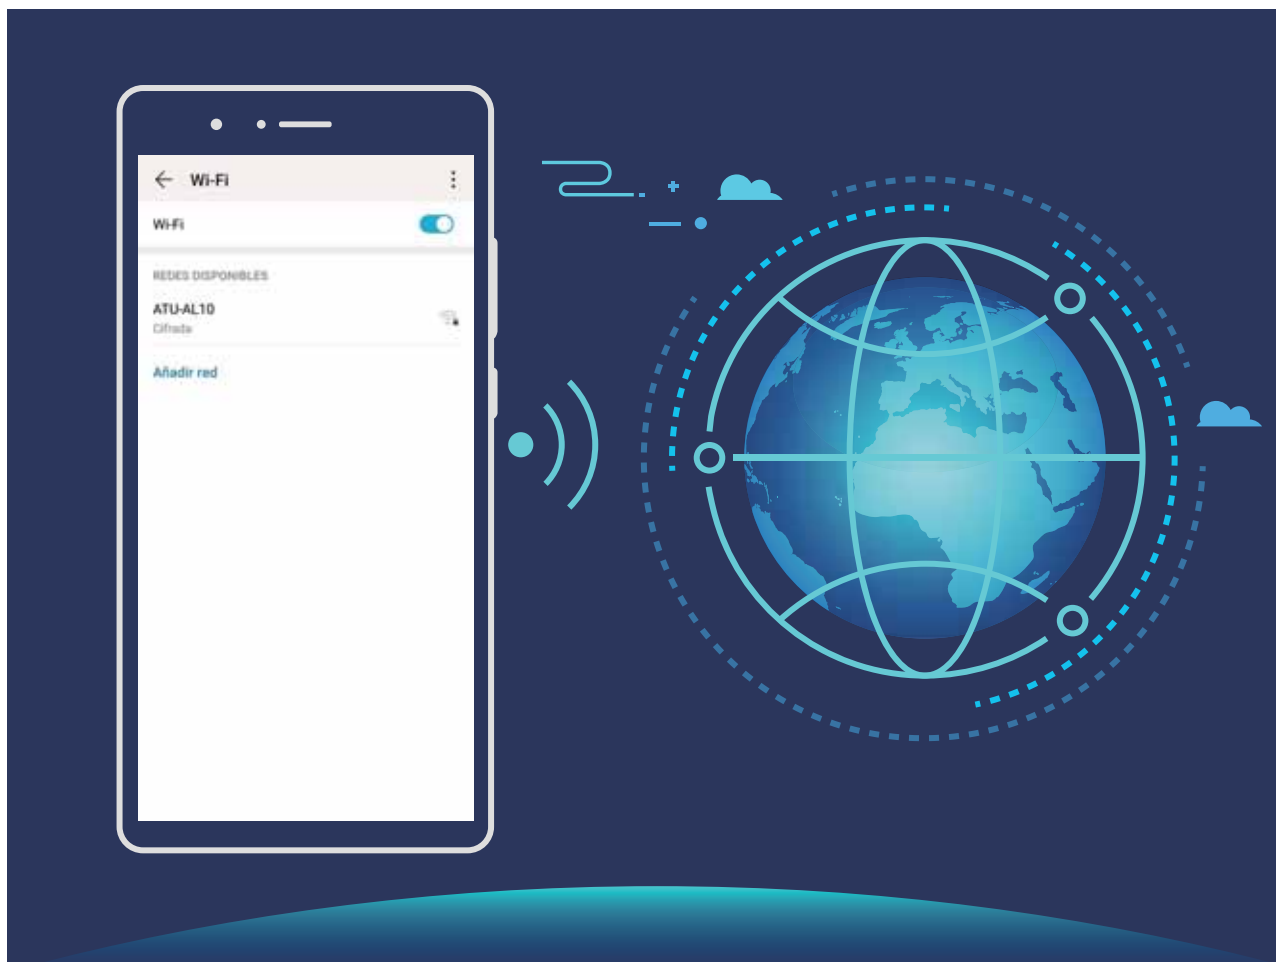 Wi-Fi
Wi-Fi
REDES DISPONIBLES
ATU-AL10
Cifrada
Añadir red